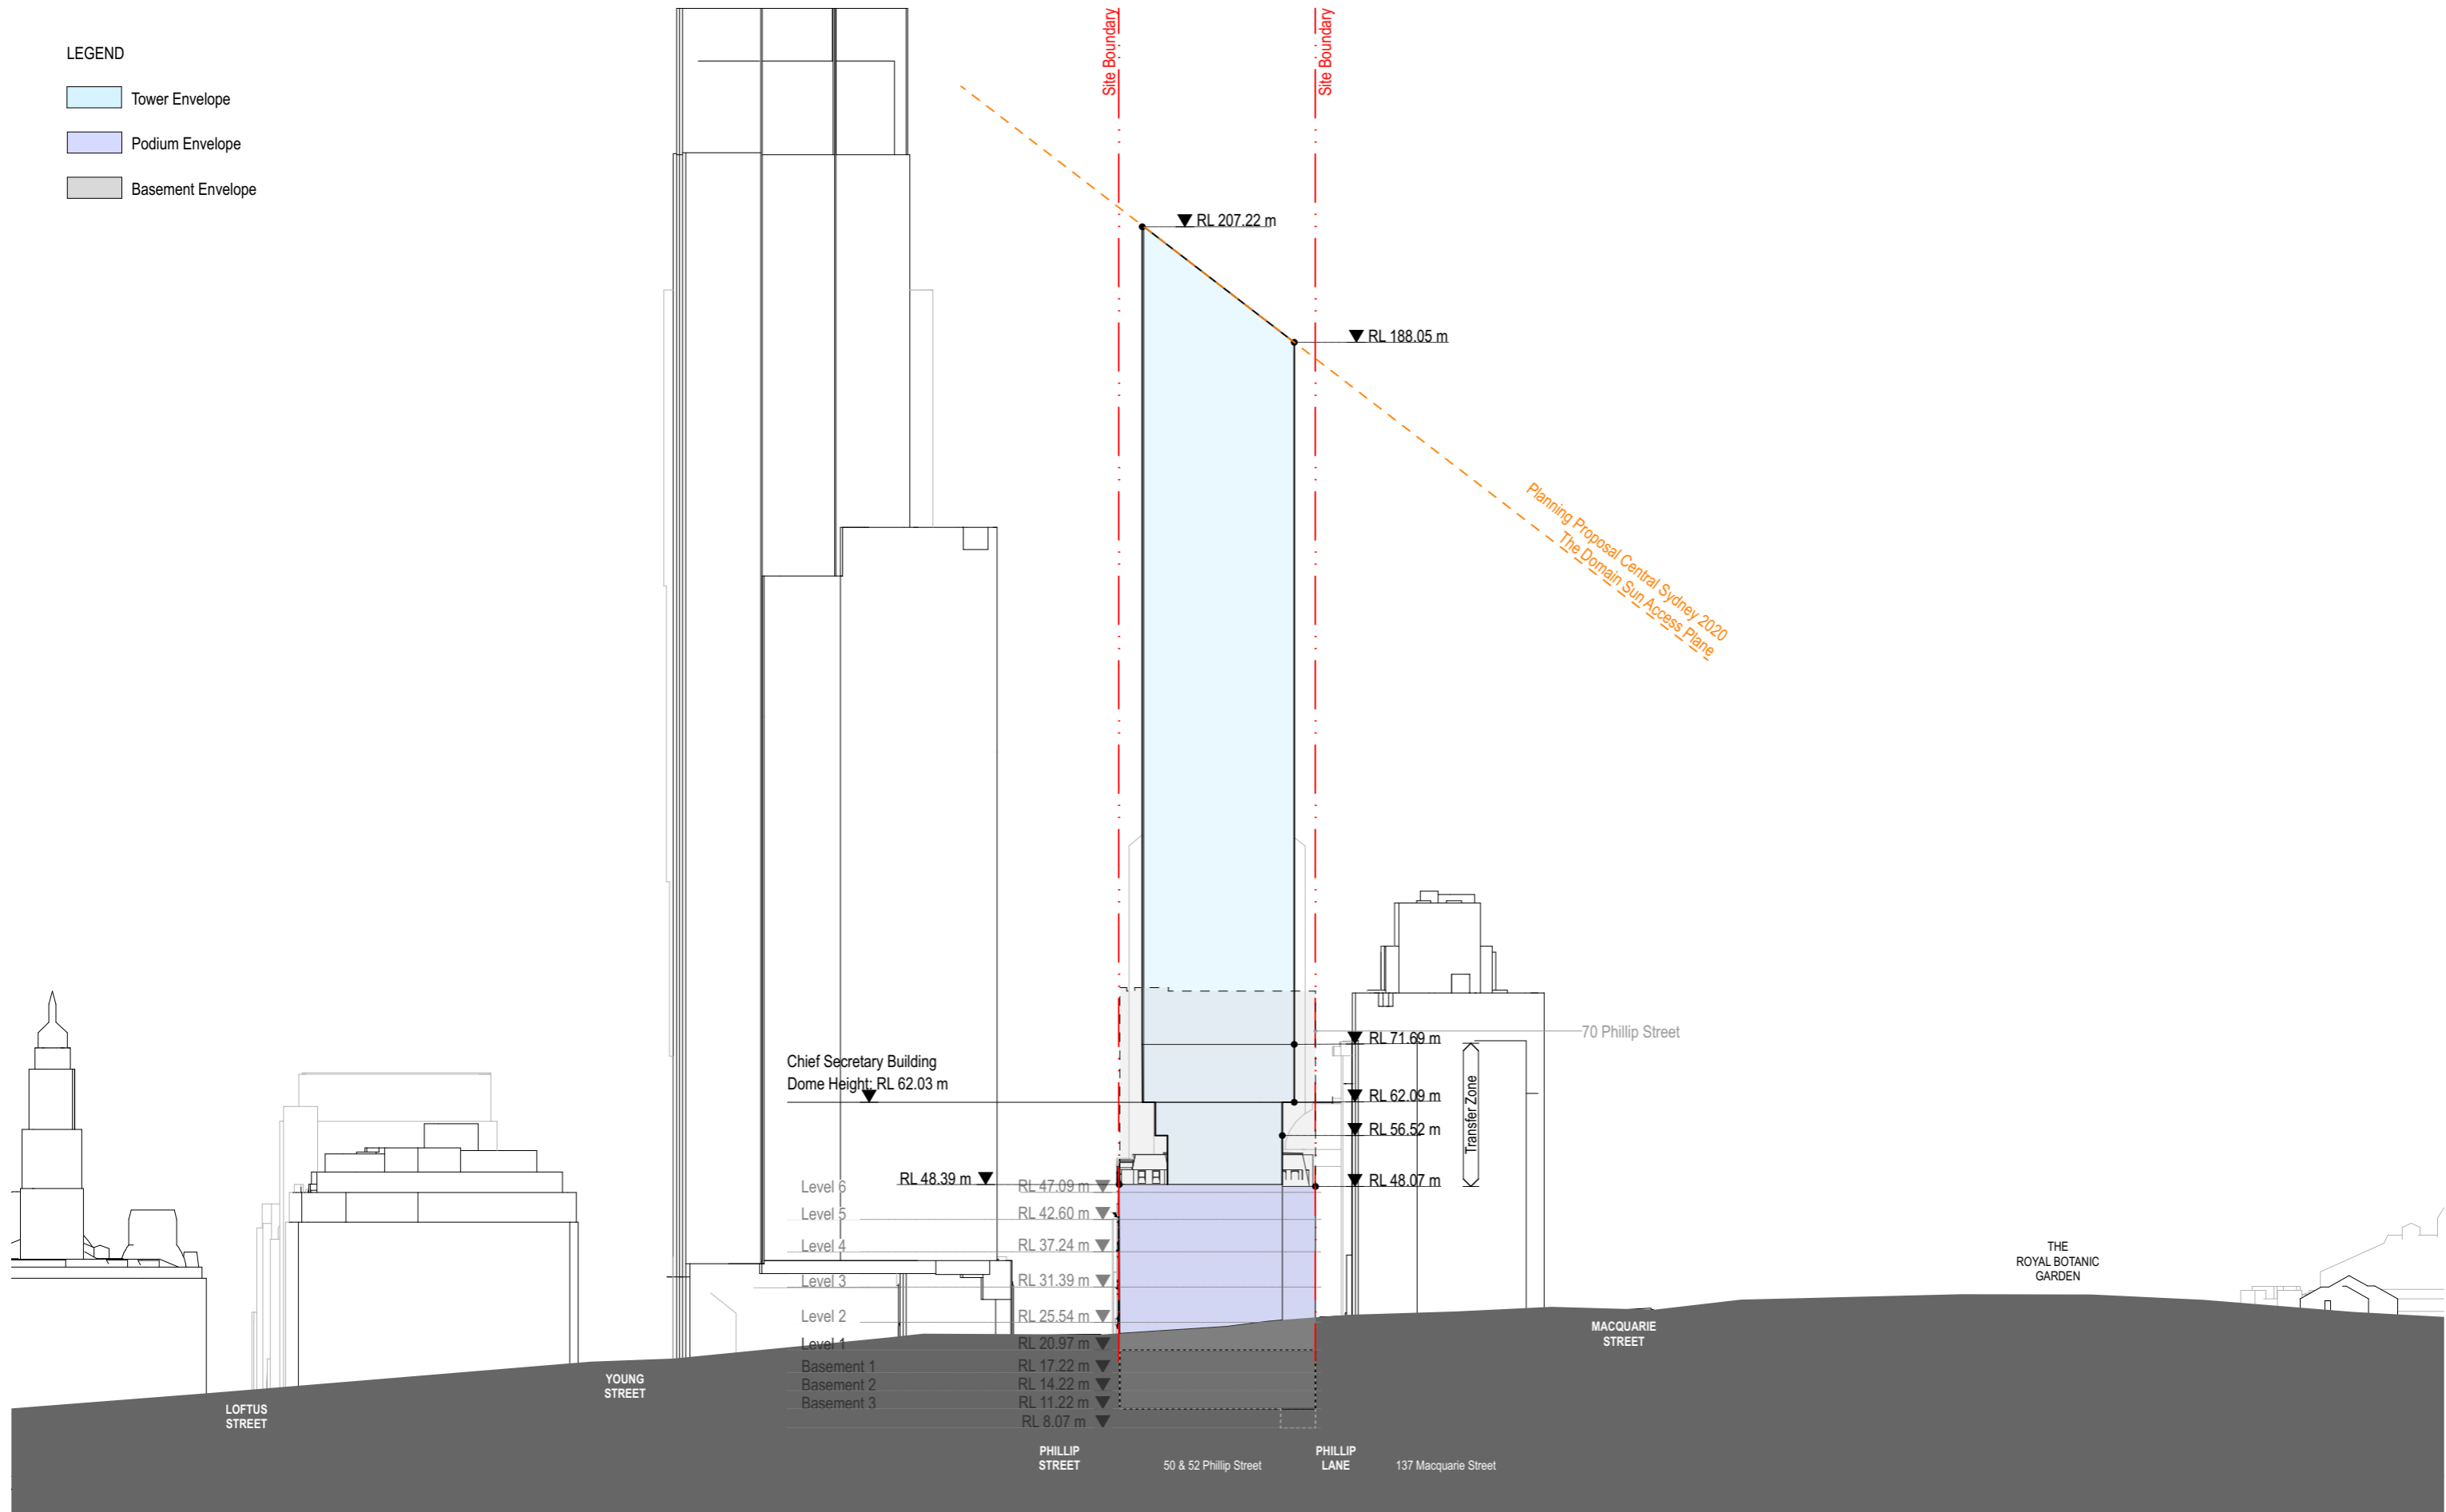 LEGEND
Tower Envelope
Podium Envelope
Basement Envelope
Site Boundary
Site Boundary
RL 207.22 m
RL 188.05 m
Planning Proposal Central Sydney 2020
The Domain Sun Access Plane
70 Phillip Street
RL 71.69 m
Chief Secretary Building
Dome Height: RL 62.03 m
RL 62.09 m
Transfer Zone
RL 56.52 m
RL 48.39 m
RL 48.07 m
Level 6 RL 47.09 m
Level 5 RL 42.60 m
Level 4 RL 37.24 m
Level 3 RL 31.39 m
Level 2 RL 25.54 m
Level 1 RL 20.97 m
Basement 1 RL 17.22 m
Basement 2 RL 14.22 m
Basement 3 RL 11.22 m
RL 8.07 m
THE
ROYAL BOTANIC
GARDEN
MACQUARIE
STREET
YOUNG
STREET
LOFTUS
STREET
PHILLIP
STREET
50 & 52 Phillip Street
PHILLIP
LANE
137 Macquarie Street